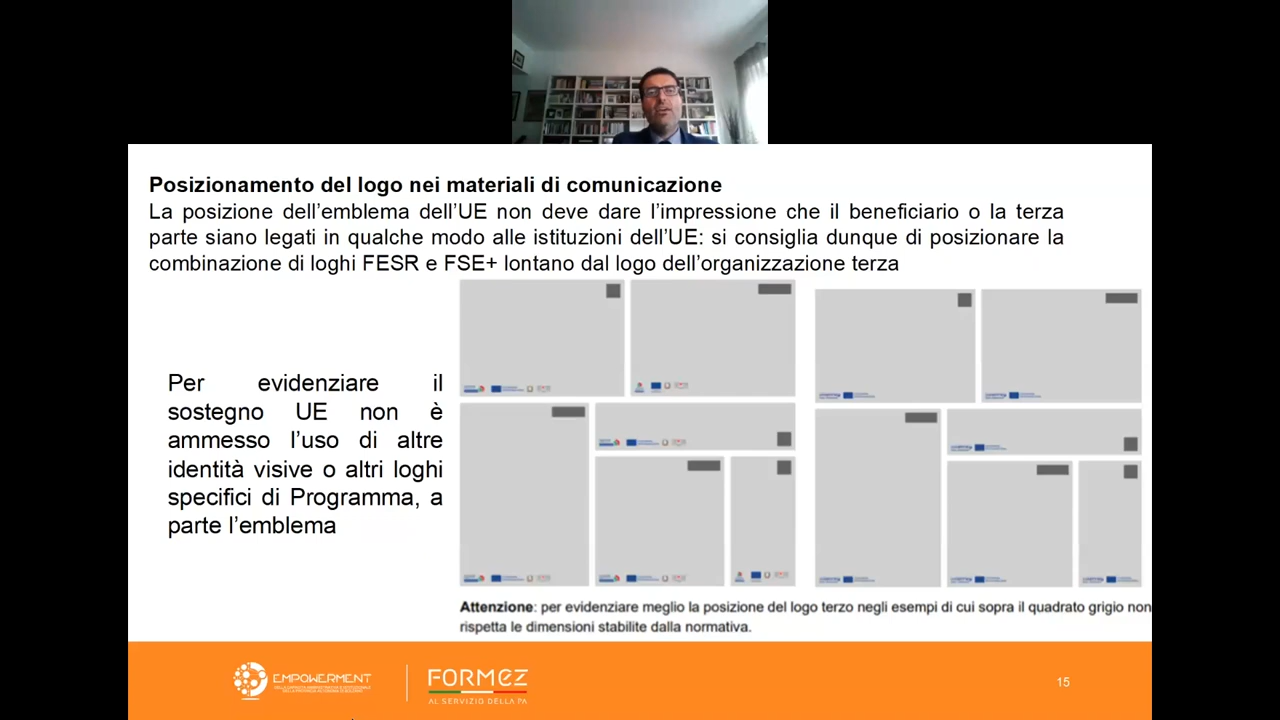 Posizionamento del logo nei materiali di comunicazione
La posizione dell’emblema dell’UE non deve dare l’impressione che il beneficiario o la terza
parte siano legati in qualche modo alle istituzioni dell’UE: si consiglia dunque di posizionare la
combinazione di loghi FESR e FSE+ lontano dal logo dell’organizzazione terza
Per evidenziare il
sostegno UE non è
ammesso l’uso di altre
identità visive o altri loghi
specifici di Programma, a
parte l’emblema
Attenzione: per evidenziare meglio la posizione del logo terzo negli esempi di cui sopra il quadrato grigio non
rispetta le dimensioni stabilite dalla normativa.
EMPOWERMENT
FORMEZ
AL SERVIZIO DELLA PA
15